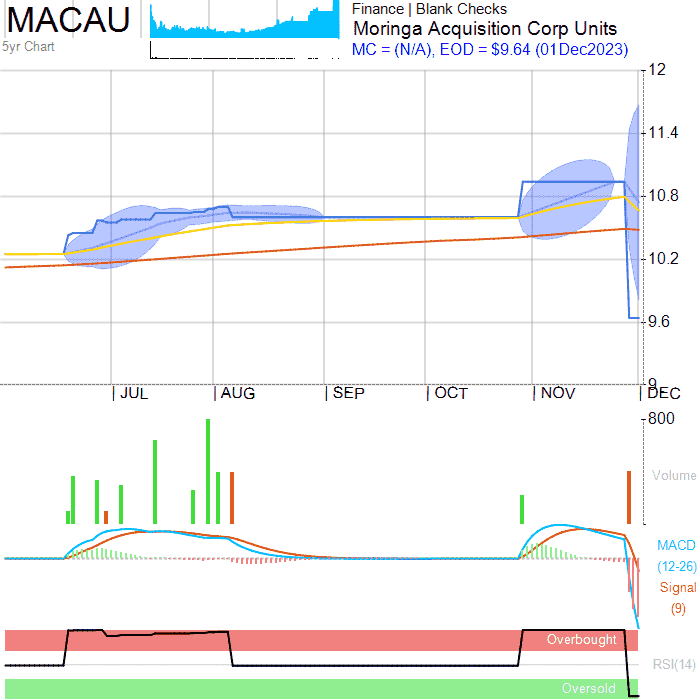 MACAU
5yr Chart
Finance | Blank Checks
Moringa Acquisition Corp Units
MC = (N/A), EOD = $9.64 (01Dec2023)
12
11.4
10.8
10.2
9.6
9
JUL AUG SEP OCT NOV DEC
800
Volume
MACD
(12-26)
Signal
(9)
Overbought
RSI(14)
Oversold